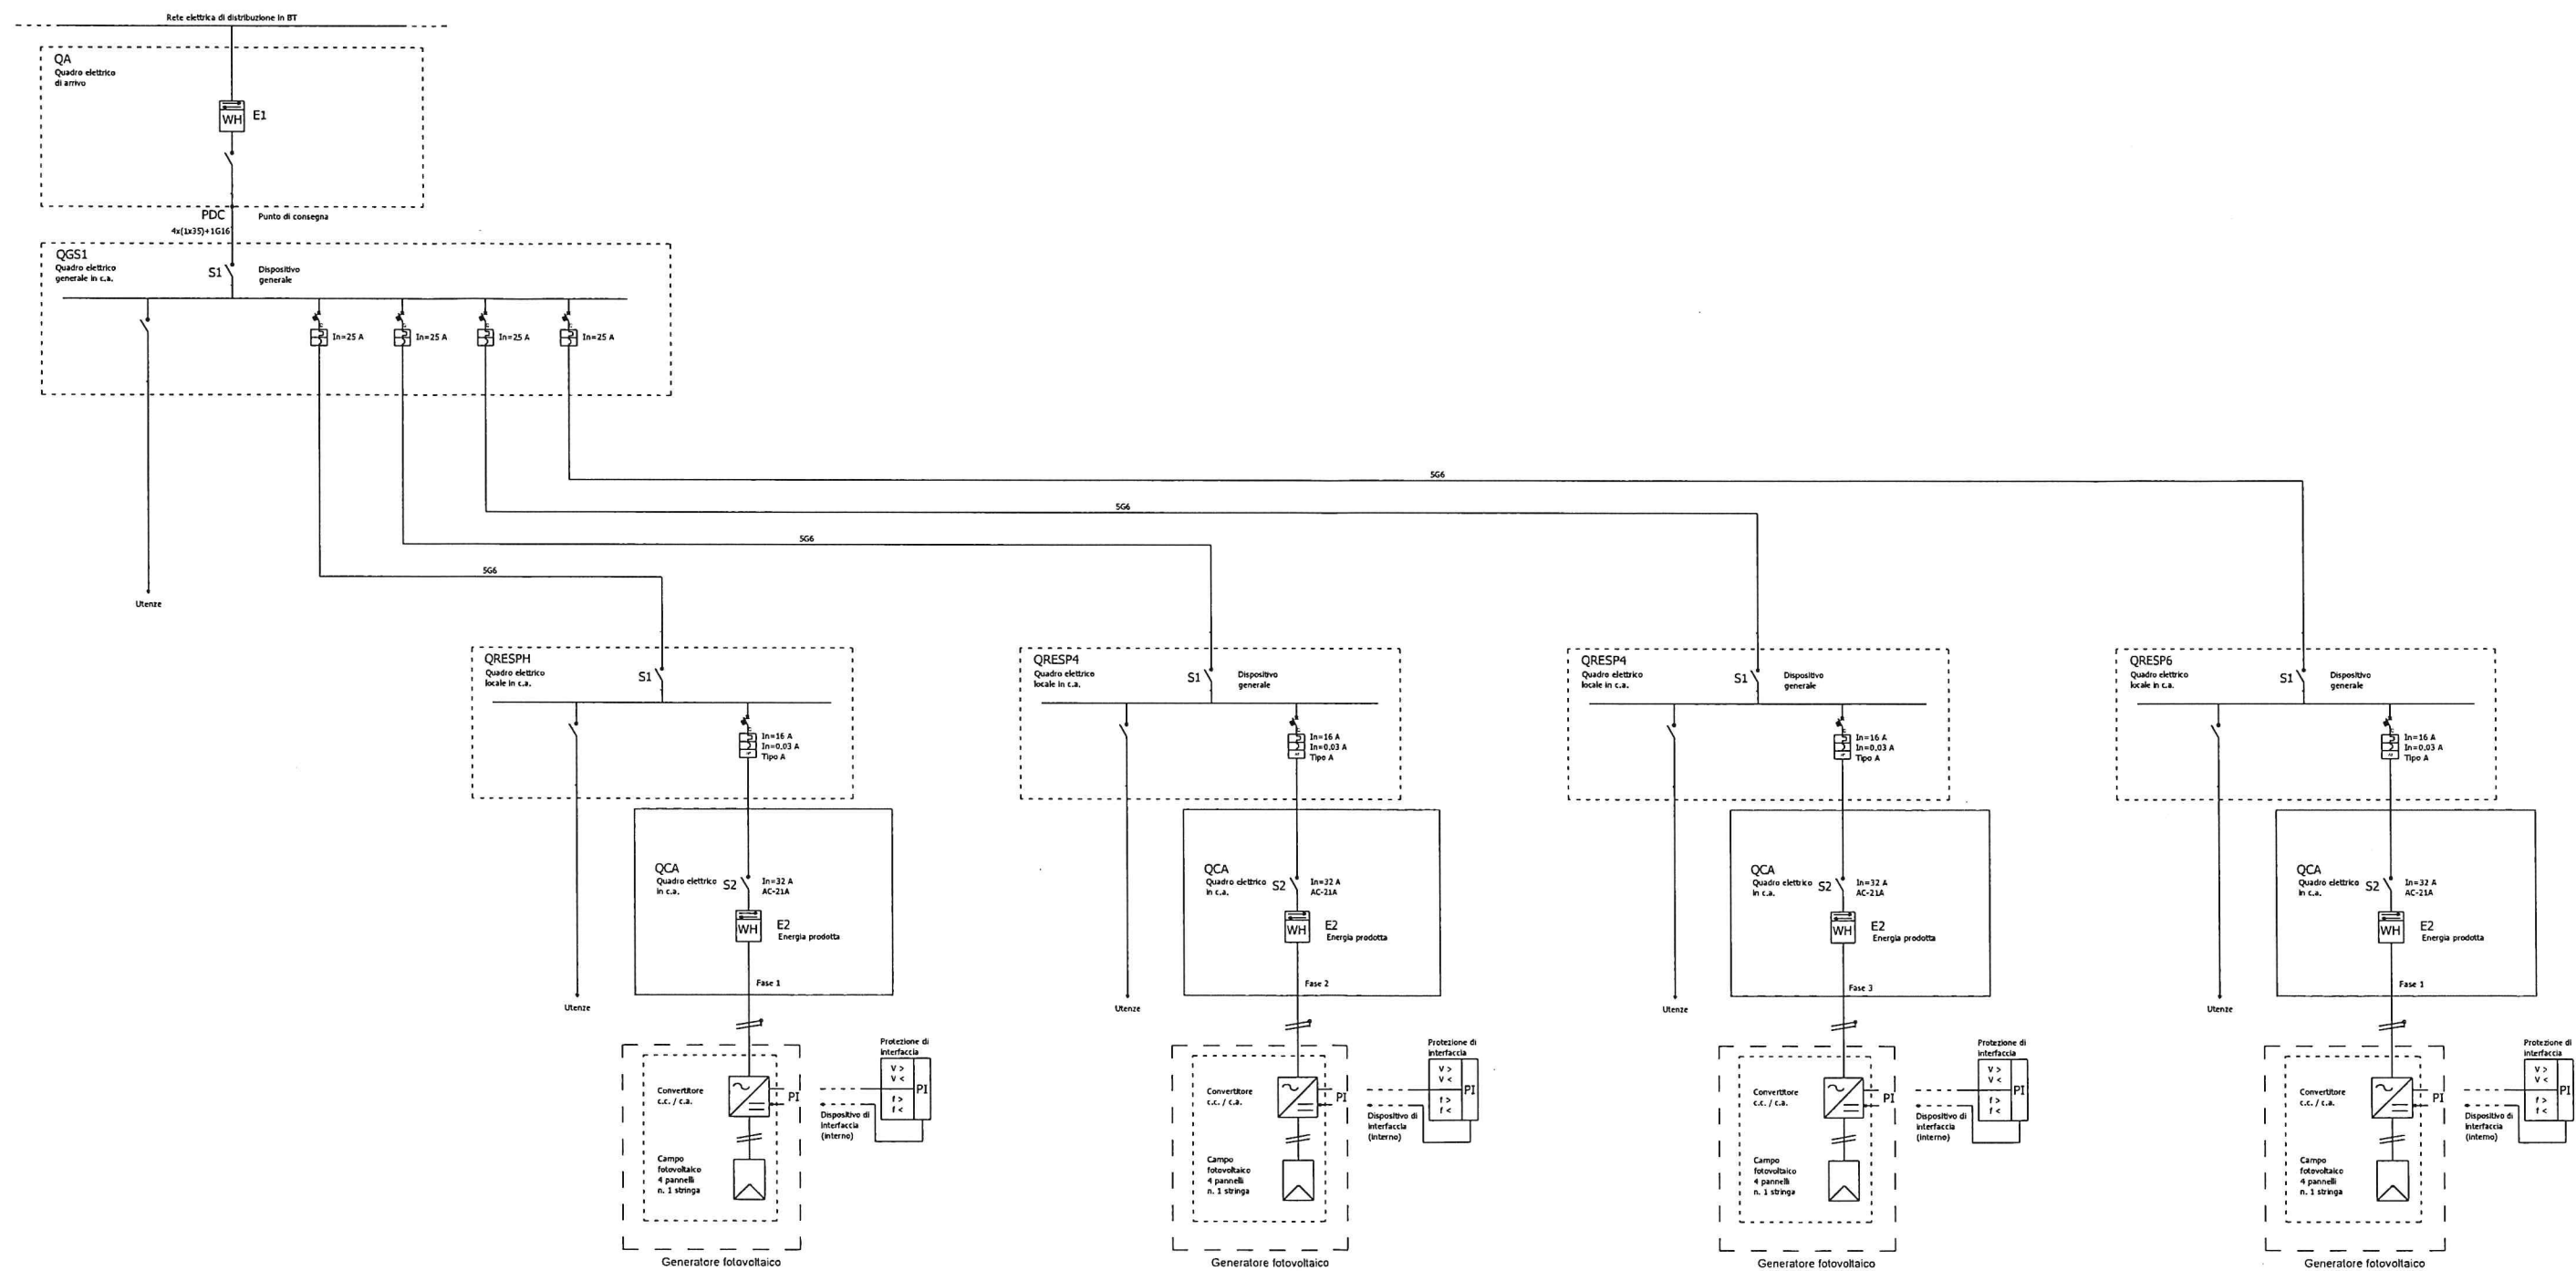 Rete elettrica di distribuzione in BT
QA
Quadro elettrico
di arrivo
WH
E1
PDC
Punto di consegna
4x(1x35)+1G16
QGS1
Quadro elettrico
generale in c.a.
S1
Dispositivo
generale
In=25 A
In=25 A
In=25 A
In=25 A
5G6
5G6
5G6
5G6
Utenze
QRESPH
Quadro elettrico
locale in c.a.
S1
In=16 A
In=0,03 A
Tipo A
QCA
Quadro elettrico
in c.a.
S2
In=32 A
AC-21A
WH
E2
Energia prodotta
Fase 1
Utenze
Convertitore
c.c. / c.a.
PI
Protezione di
interfaccia
V >
V <
f >
f <
PI
Dispositivo di
interfaccia
(interno)
Campo
fotovoltaico
4 pannelli
n. 1 stringa
Generatore fotovoltaico
QRESP4
Quadro elettrico
locale in c.a.
S1
Dispositivo
generale
In=16 A
In=0,03 A
Tipo A
QCA
Quadro elettrico
in c.a.
S2
In=32 A
AC-21A
WH
E2
Energia prodotta
Fase 2
Utenze
Convertitore
c.c. / c.a.
PI
Protezione di
interfaccia
V >
V <
f >
f <
PI
Dispositivo di
interfaccia
(interno)
Campo
fotovoltaico
4 pannelli
n. 1 stringa
Generatore fotovoltaico
QRESP4
Quadro elettrico
locale in c.a.
S1
Dispositivo
generale
In=16 A
In=0,03 A
Tipo A
QCA
Quadro elettrico
in c.a.
S2
In=32 A
AC-21A
WH
E2
Energia prodotta
Fase 3
Utenze
Convertitore
c.c. / c.a.
PI
Protezione di
interfaccia
V >
V <
f >
f <
PI
Dispositivo di
interfaccia
(interno)
Campo
fotovoltaico
4 pannelli
n. 1 stringa
Generatore fotovoltaico
QRESP6
Quadro elettrico
locale in c.a.
S1
Dispositivo
generale
In=16 A
In=0,03 A
Tipo A
QCA
Quadro elettrico
in c.a.
S2
In=32 A
AC-21A
WH
E2
Energia prodotta
Fase 1
Utenze
Convertitore
c.c. / c.a.
PI
Protezione di
interfaccia
V >
V <
f >
f <
PI
Dispositivo di
interfaccia
(interno)
Campo
fotovoltaico
4 pannelli
n. 1 stringa
Generatore fotovoltaico